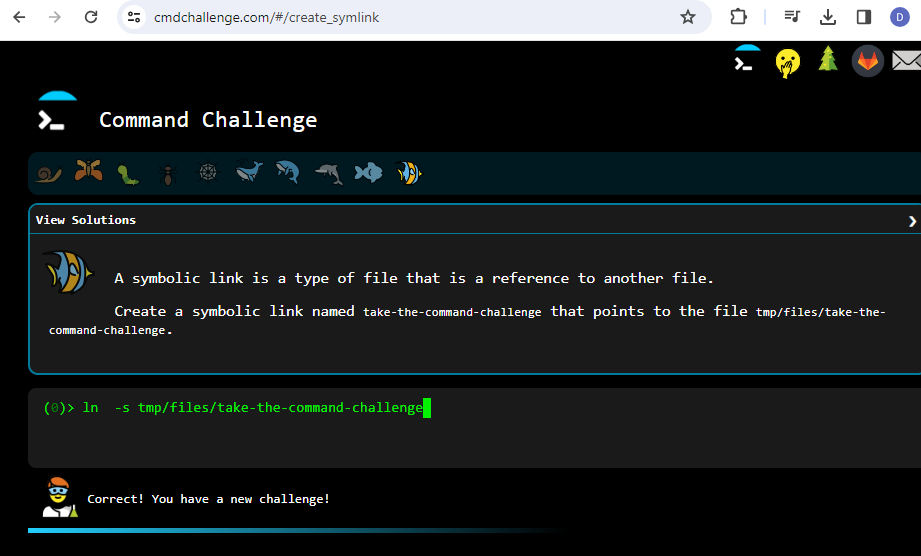 cmdchallenge.com/#/create_symlink
D
Command Challenge
View Solutions
A symbolic link is a type of file that is a reference to another file.
Create a symbolic link named take-the-command-challenge that points to the file tmp/files/take-the-
command-challenge.
(0)> ln  -s tmp/files/take-the-command-challenge
Correct! You have a new challenge!